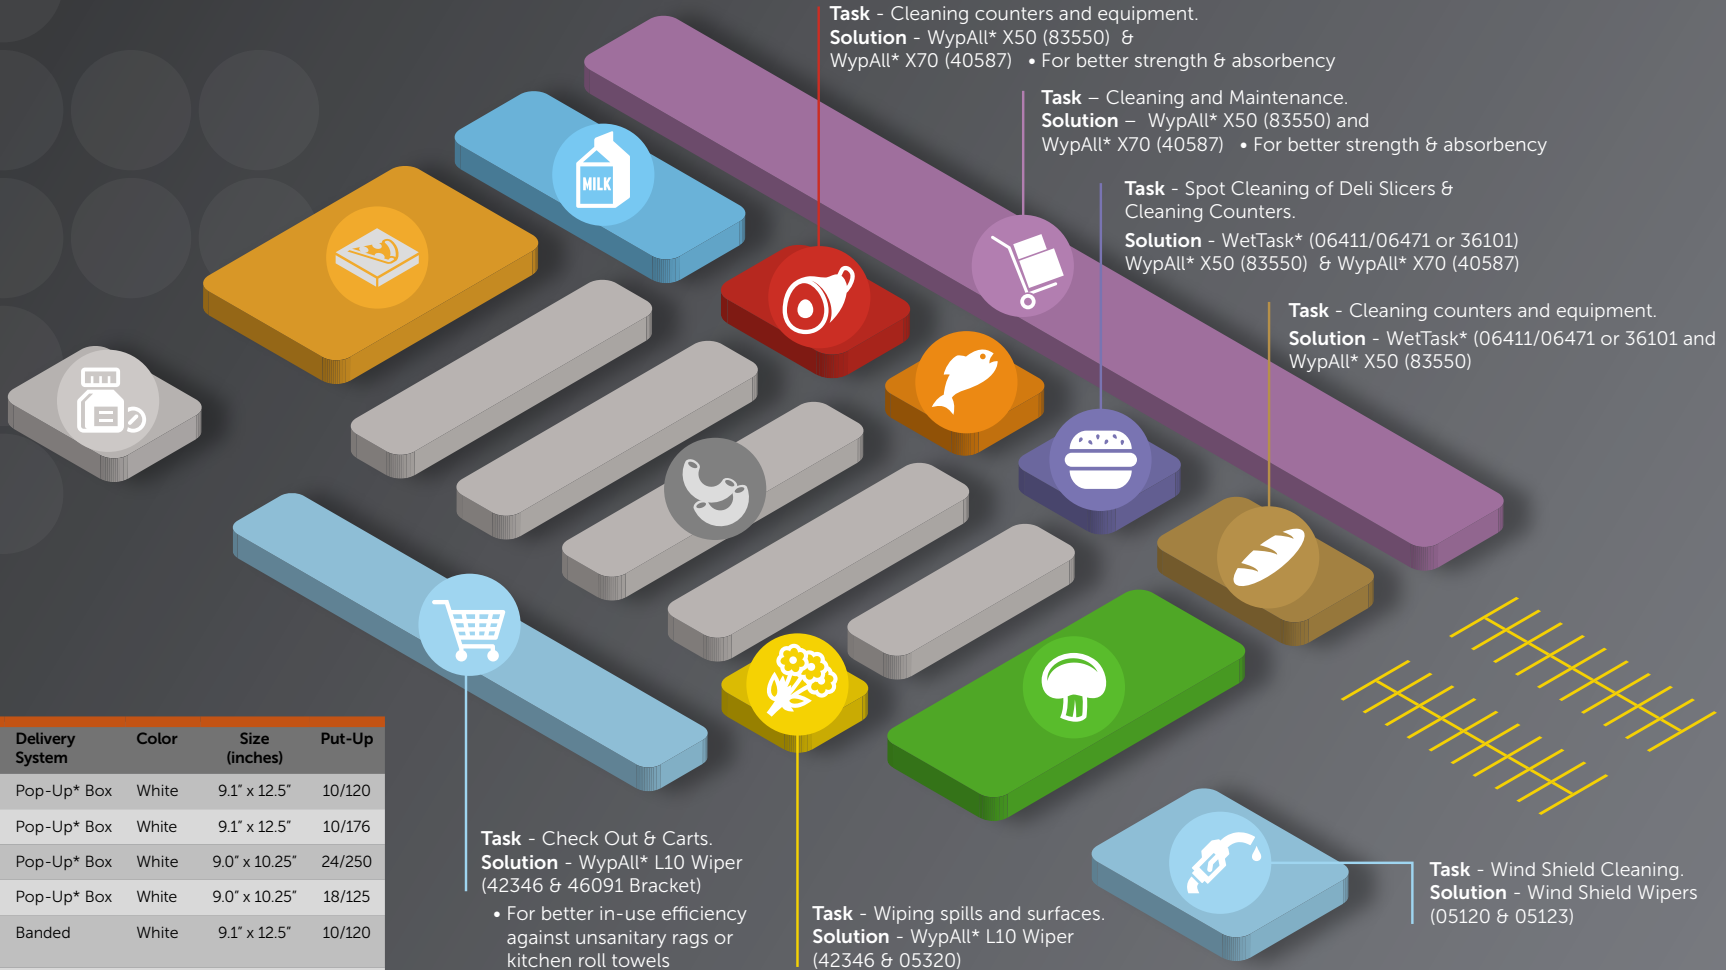 Task - Cleaning counters and equipment.
Solution - WypAll* X50 (83550) &
WypAll* X70 (40587) • For better strength & absorbency
Task – Cleaning and Maintenance.
Solution – WypAll* X50 (83550) and
WypAll* X70 (40587) • For better strength & absorbency
Task - Spot Cleaning of Deli Slicers &
Cleaning Counters.
Solution - WetTask* (06411/06471 or 36101)
WypAll* X50 (83550) & WypAll* X70 (40587)
Task - Cleaning counters and equipment.
Solution - WetTask* (06411/06471 or 36101 and
WypAll* X50 (83550)
MILK
Delivery System Color Size (inches) Put-Up
Pop-Up* Box White 9.1” x 12.5” 10/120
Pop-Up* Box White 9.1” x 12.5” 10/176
Pop-Up* Box White 9.0” x 10.25” 24/250
Pop-Up* Box White 9.0” x 10.25” 18/125
Banded White 9.1” x 12.5” 10/120
Task - Check Out & Carts.
Solution - WypAll* L10 Wiper
(42346 & 46091 Bracket)
• For better in-use efficiency
against unsanitary rags or
kitchen roll towels
Task - Wiping spills and surfaces.
Solution - WypAll* L10 Wiper
(42346 & 05320)
Task - Wind Shield Cleaning.
Solution - Wind Shield Wipers
(05120 & 05123)